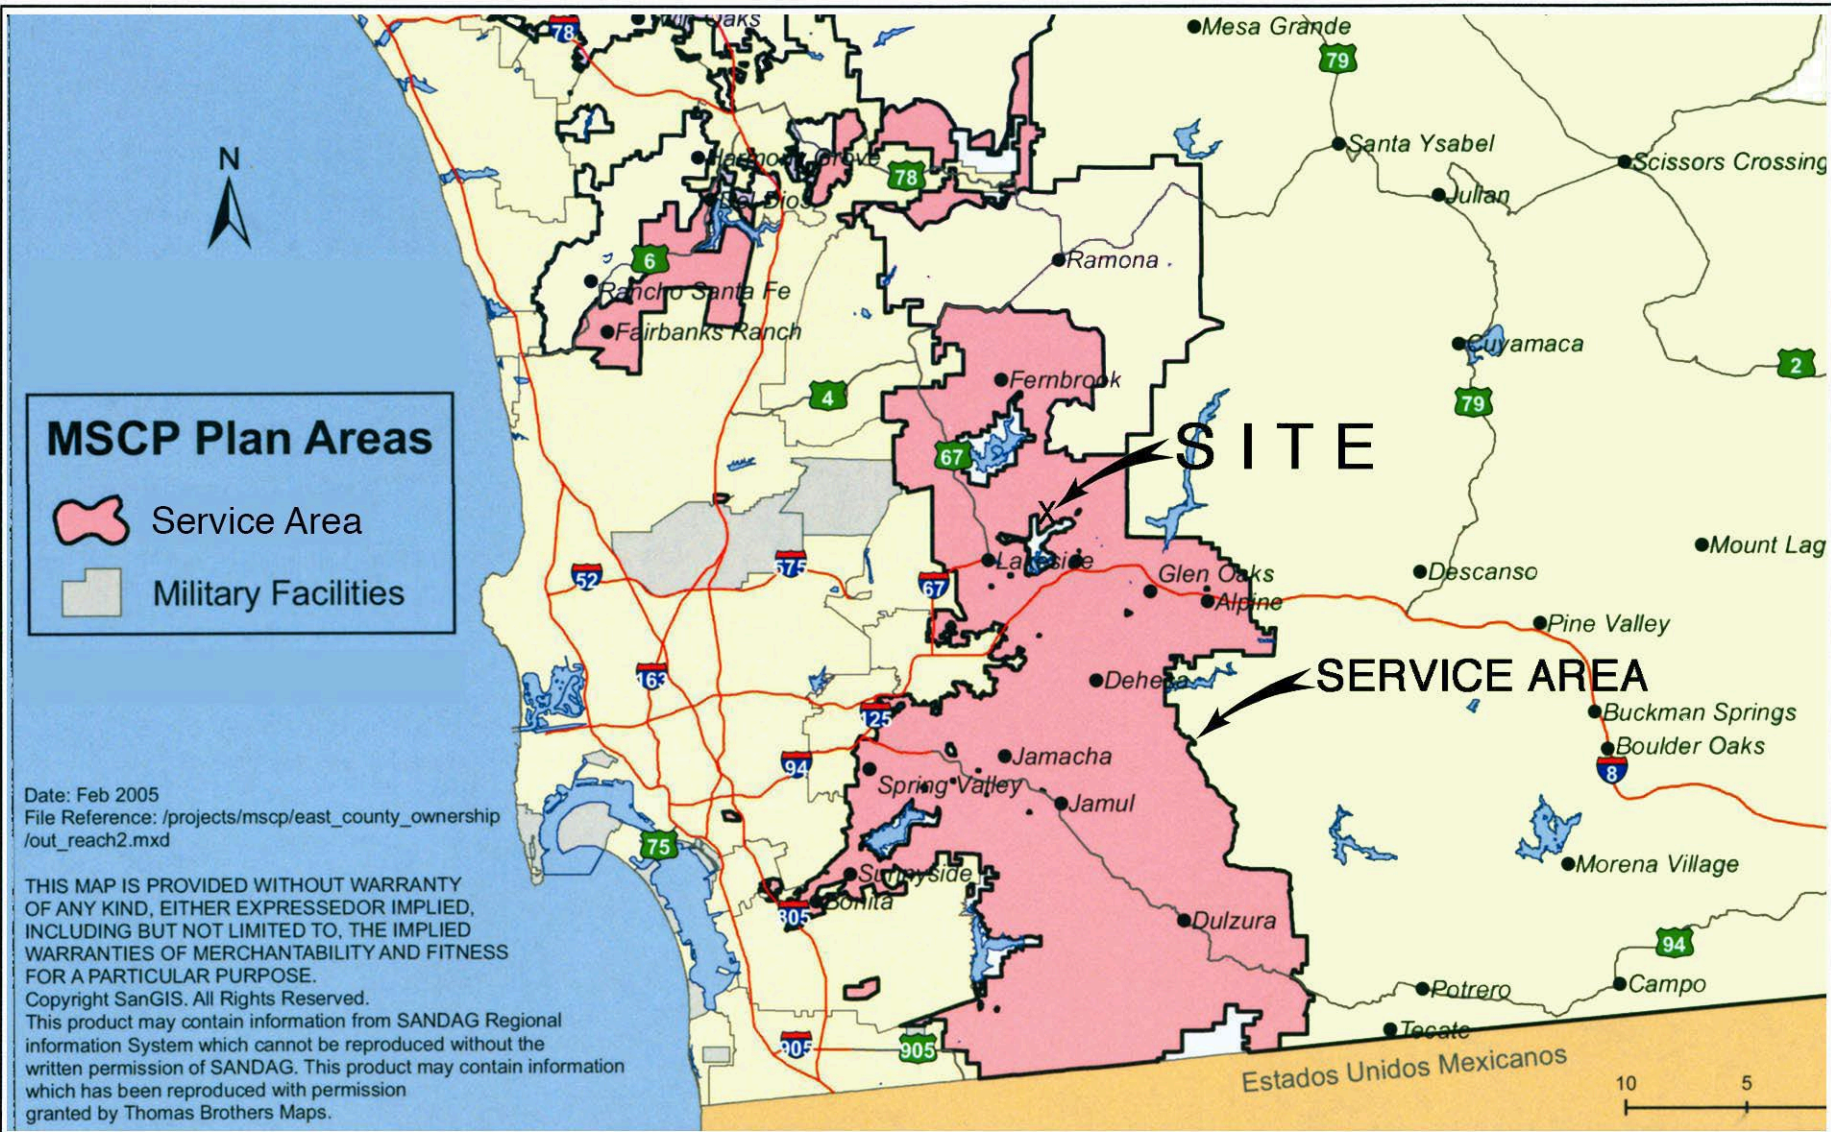 Twin Oaks
78
Mesa Grande
79
Santa Ysabel
Scissors Crossing
Harmony Grove
78
Julian
Del Dios
N
6
Ramona
Rancho Santa Fe
Fairbanks Ranch
Cuyamaca
2
Fernbrook
4
79
MSCP Plan Areas
SITE
67
Service Area
X
Mount Lag
Lakeside
52
67
Glen Oaks
Descanso
Military Facilities
Alpine
Pine Valley
163
Dehesa
SERVICE AREA
125
Buckman Springs
Boulder Oaks
94
Jamacha
8
Spring Valley
Jamul
Date: Feb 2005
File Reference: /projects/mscp/east_county_ownership
/out_reach2.mxd
75
Morena Village
Sunnyside
Bonita
805
Dulzura
THIS MAP IS PROVIDED WITHOUT WARRANTY
OF ANY KIND, EITHER EXPRESSEDOR IMPLIED,
INCLUDING BUT NOT LIMITED TO, THE IMPLIED
WARRANTIES OF MERCHANTABILITY AND FITNESS
FOR A PARTICULAR PURPOSE.
Copyright SanGIS. All Rights Reserved.
This product may contain information from SANDAG Regional
information System which cannot be reproduced without the
written permission of SANDAG. This product may contain information
which has been reproduced with permission
granted by Thomas Brothers Maps.
94
Potrero
Campo
Tecate
905
905
Estados Unidos Mexicanos
10
5